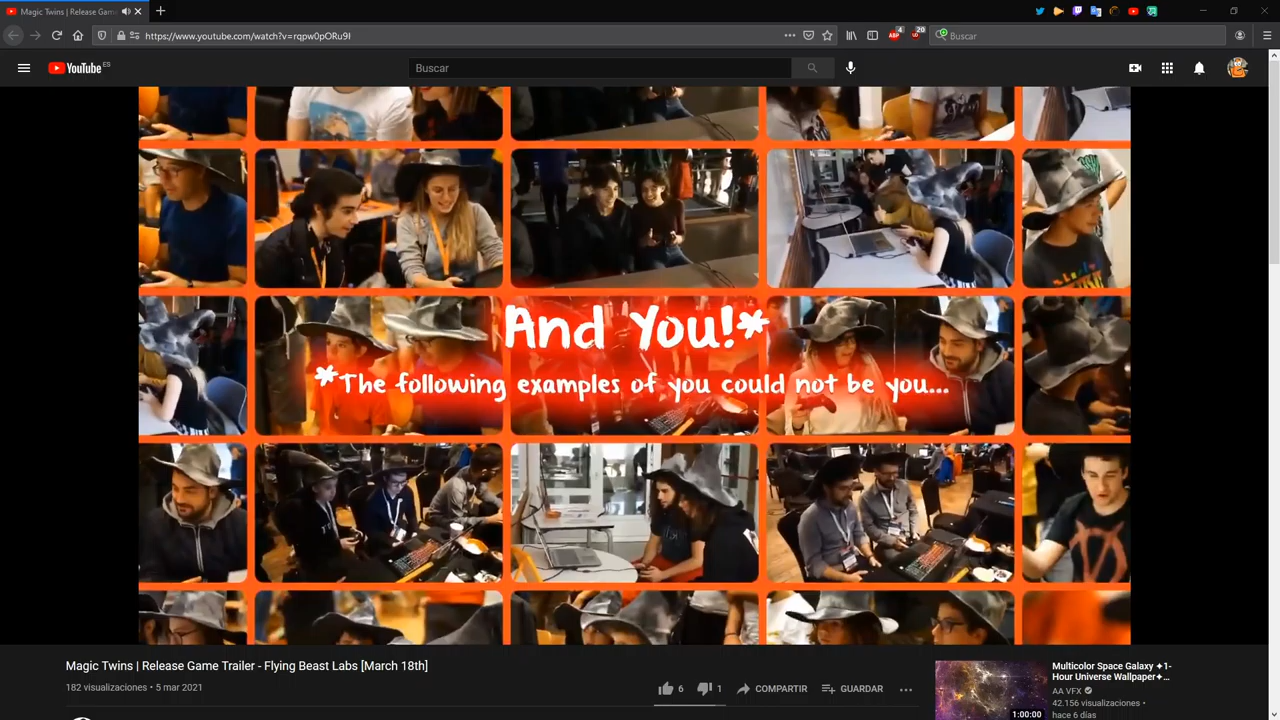 Magic Twins | Release Gam
https://www.youtube.com/watch?v=rqpw0pORu9I
4
20
Buscar
YouTube ES
Buscar
And You!*
*The following examples of you could not be you...
Magic Twins | Release Game Trailer - Flying Beast Labs [March 18th]
182 visualizaciones • 5 mar 2021
6
1
COMPARTIR
GUARDAR
Multicolor Space Galaxy ✦1-
Hour Universe Wallpaper✦...
AA VFX
42.156 visualizaciones •
hace 6 días
1:00:00